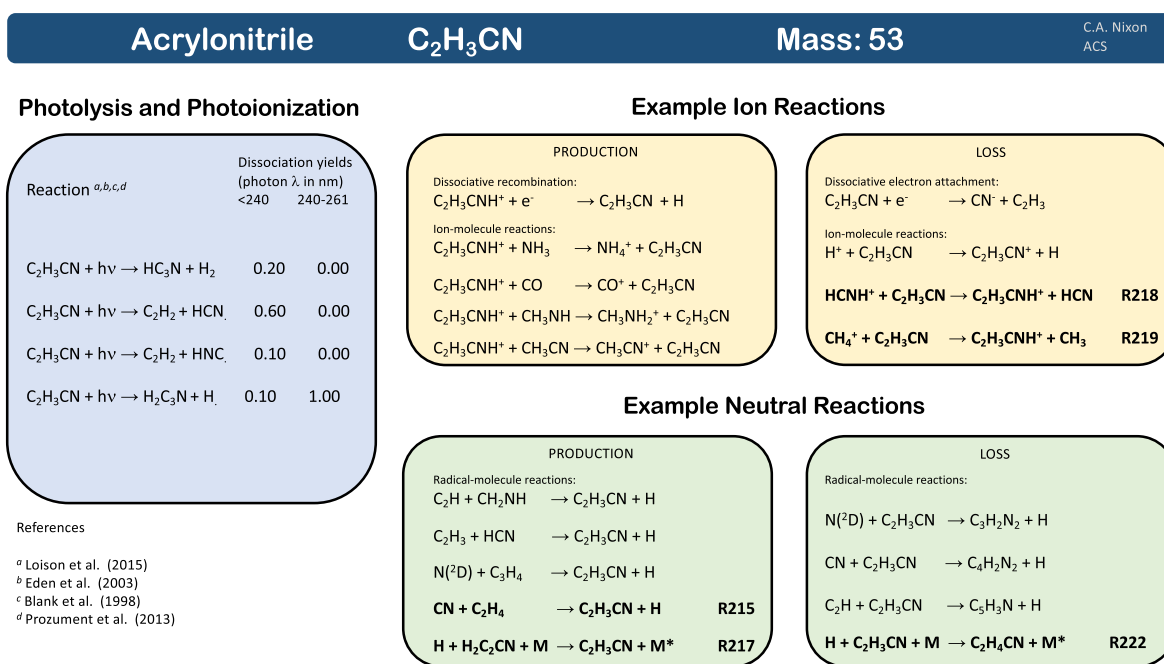 Acrylonitrile C₂H₃CN Mass: 53
C.A. Nixon
ACS
Photolysis and Photoionization
Dissociation yields
(photon λ in nm)
Reaction ᵃ,ᵇ,ᶜ,ᵈ
<240 240-261
C₂H₃CN + hν → HC₃N + H₂ 0.20 0.00
C₂H₃CN + hν → C₂H₂ + HCN. 0.60 0.00
C₂H₃CN + hν → C₂H₂ + HNC. 0.10 0.00
C₂H₃CN + hν → H₂C₃N + H. 0.10 1.00
References
ᵃ Loison et al. (2015)
ᵇ Eden et al. (2003)
ᶜ Blank et al. (1998)
ᵈ Prozument et al. (2013)
Example Ion Reactions
PRODUCTION
Dissociative recombination:
C₂H₃CNH⁺ + e⁻ → C₂H₃CN + H
Ion-molecule reactions:
C₂H₃CNH⁺ + NH₃ → NH₄⁺ + C₂H₃CN
C₂H₃CNH⁺ + CO → CO⁺ + C₂H₃CN
C₂H₃CNH⁺ + CH₃NH → CH₃NH₂⁺ + C₂H₃CN
C₂H₃CNH⁺ + CH₃CN → CH₃CN⁺ + C₂H₃CN
LOSS
Dissociative electron attachment:
C₂H₃CN + e⁻ → CN⁻ + C₂H₃
Ion-molecule reactions:
H⁺ + C₂H₃CN → C₂H₃CN⁺ + H
HCNH⁺ + C₂H₃CN → C₂H₃CNH⁺ + HCN R218
CH₄⁺ + C₂H₃CN → C₂H₃CNH⁺ + CH₃ R219
Example Neutral Reactions
PRODUCTION
Radical-molecule reactions:
C₂H + CH₂NH → C₂H₃CN + H
C₂H₃ + HCN → C₂H₃CN + H
N(²D) + C₃H₄ → C₂H₃CN + H
CN + C₂H₄ → C₂H₃CN + H R215
H + H₂C₂CN + M → C₂H₃CN + M* R217
LOSS
Radical-molecule reactions:
N(²D) + C₂H₃CN → C₃H₂N₂ + H
CN + C₂H₃CN → C₄H₂N₂ + H
C₂H + C₂H₃CN → C₅H₃N + H
H + C₂H₃CN + M → C₂H₄CN + M* R222